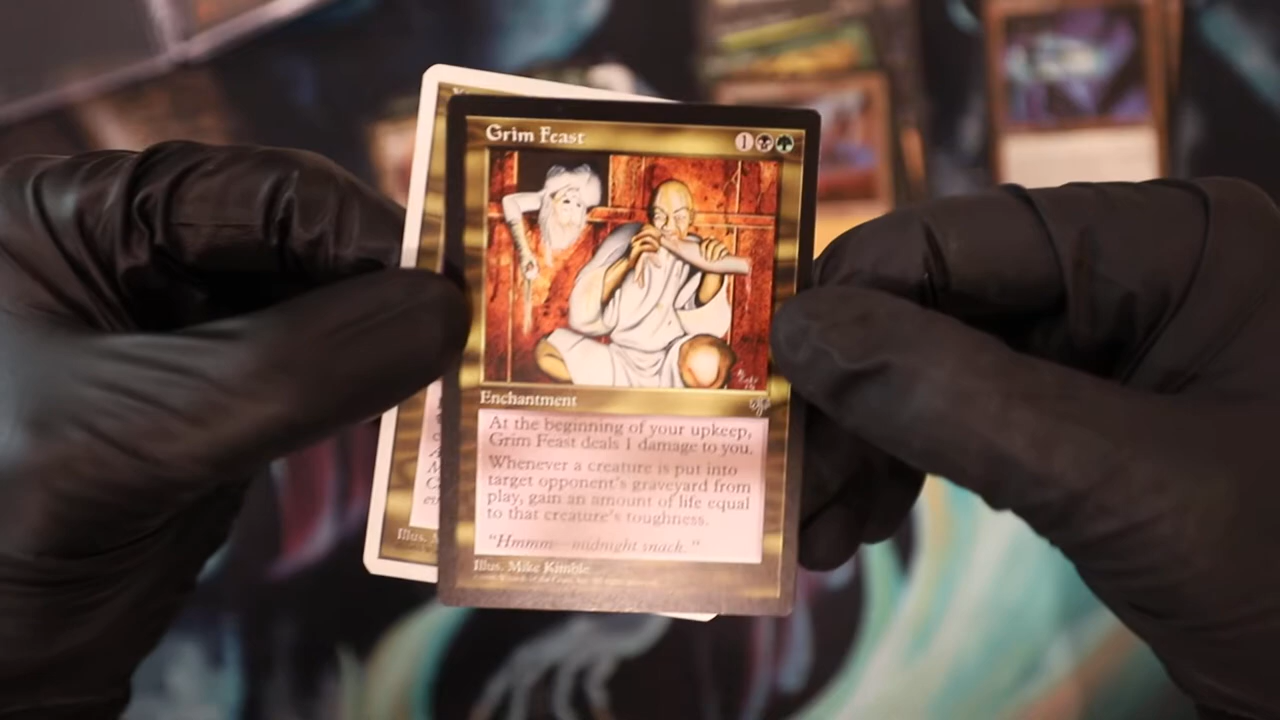 Grim Feast
1
Enchantment
At the beginning of your upkeep,
Grim Feast deals 1 damage to you.
Whenever a creature is put into
target opponent's graveyard from
play, gain an amount of life equal
to that creature's toughness.
"Hmmm—midnight snack."
Illus. Mike Kimble
Illus.